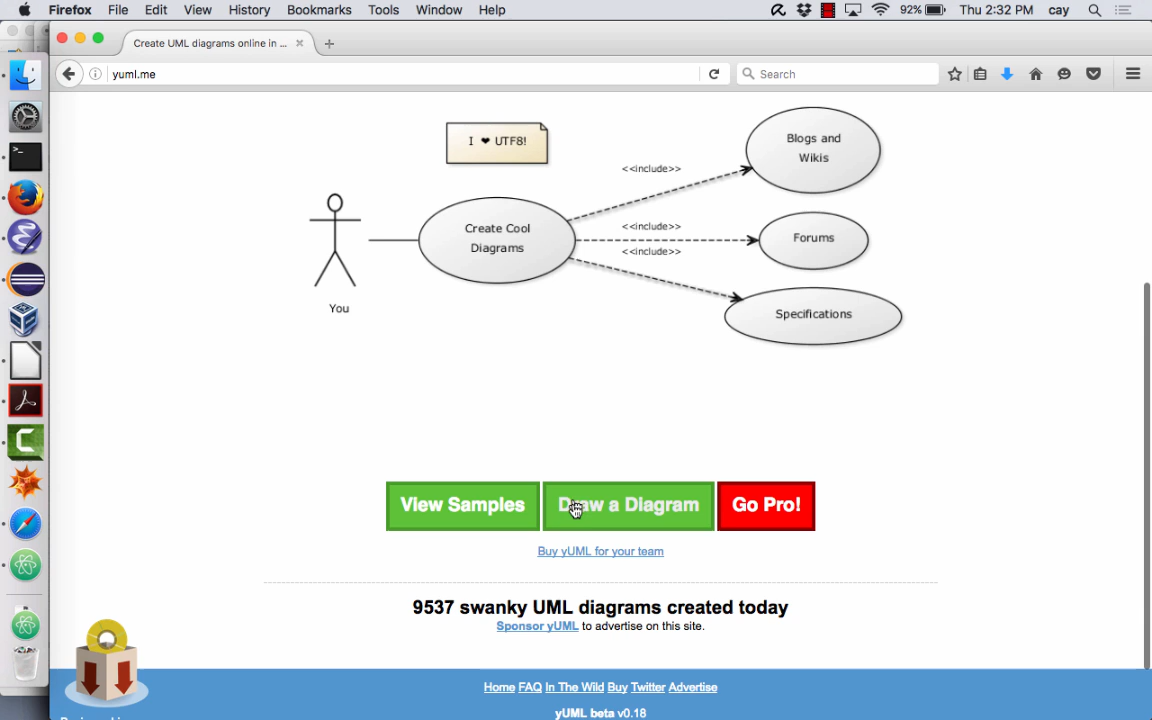 Firefox File Edit View History Bookmarks Tools Window Help 92% Thu 2:32 PM cay
Create UML diagrams online in ...
yuml.me
Search
I ❤ UTF8!
Blogs and
Wikis
<<include>>
Create Cool
Diagrams
<<include>>
Forums
<<include>>
Specifications
You
View Samples Draw a Diagram Go Pro!
Buy yUML for your team
9537 swanky UML diagrams created today
Sponsor yUML to advertise on this site.
Home FAQ In The Wild Buy Twitter Advertise
yUML beta v0.18